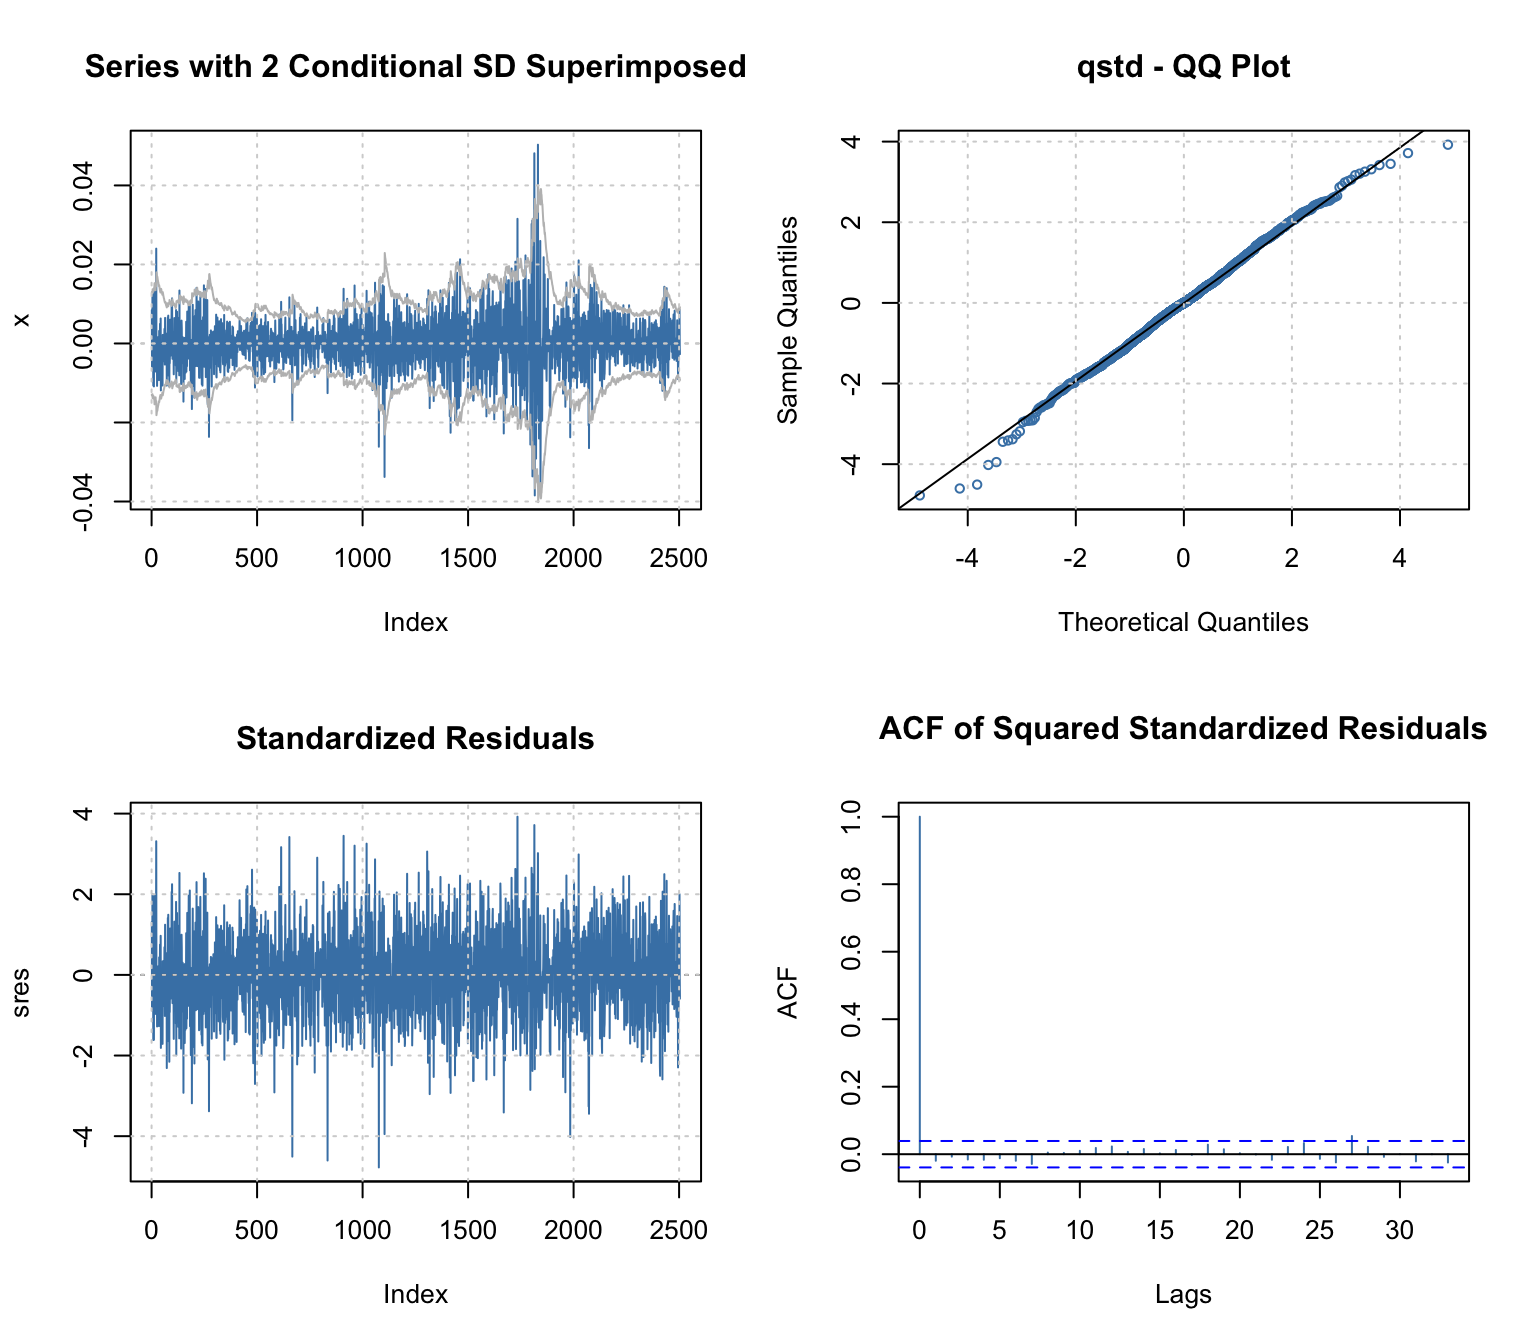 Series with 2 Conditional SD Superimposed
x
0.04
0.02
0.00
-0.04
0 500 1000 1500 2000 2500
Index
qstd - QQ Plot
Sample Quantiles
4
2
0
-2
-4
-4 -2 0 2 4
Theoretical Quantiles
Standardized Residuals
sres
4
2
0
-2
-4
0 500 1000 1500 2000 2500
Index
ACF of Squared Standardized Residuals
ACF
1.0
0.8
0.6
0.4
0.2
0.0
0 5 10 15 20 25 30
Lags